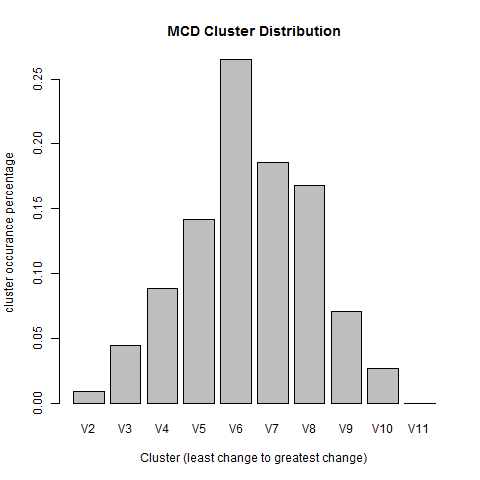 MCD Cluster Distribution
cluster occurance percentage
0.25
0.20
0.15
0.10
0.05
0.00
V2 V3 V4 V5 V6 V7 V8 V9 V10 V11
Cluster (least change to greatest change)